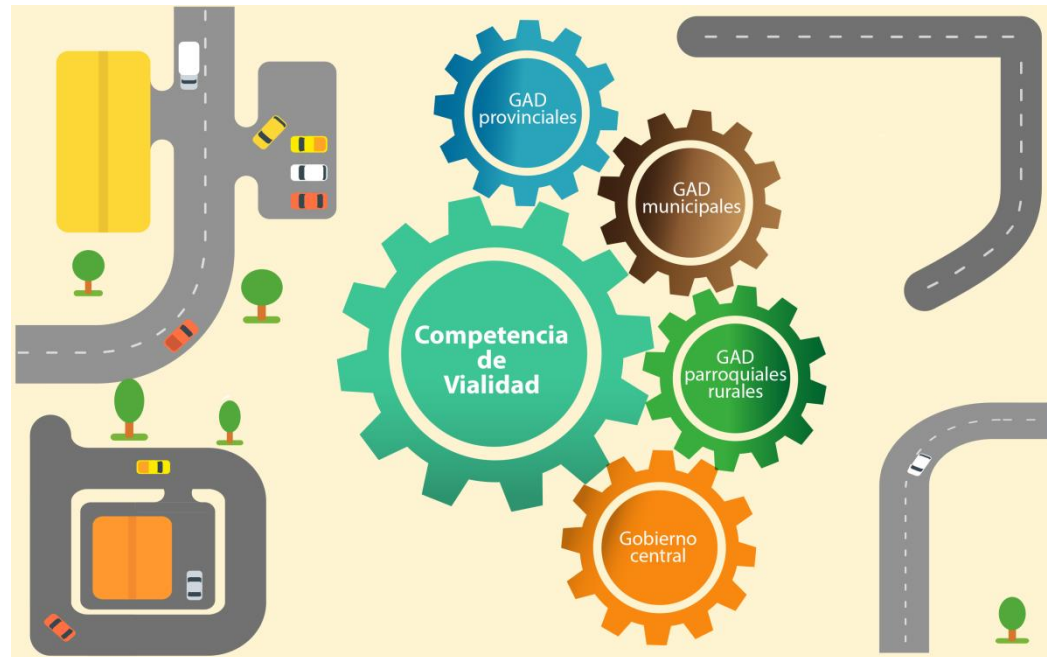 GAD
provinciales
GAD
municipales
Competencia
de
Vialidad
GAD
parroquiales
rurales
Gobierno
central